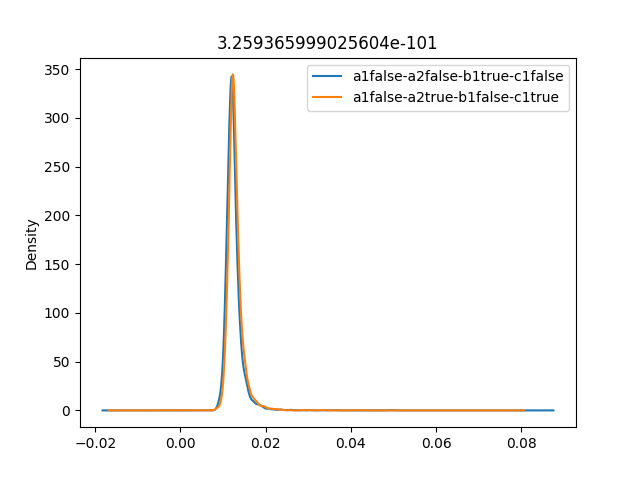 3.259365999025604e-101
a1false-a2false-b1true-c1false
a1false-a2true-b1false-c1true
Density
350
300
250
200
150
100
50
0
−0.02 0.00 0.02 0.04 0.06 0.08